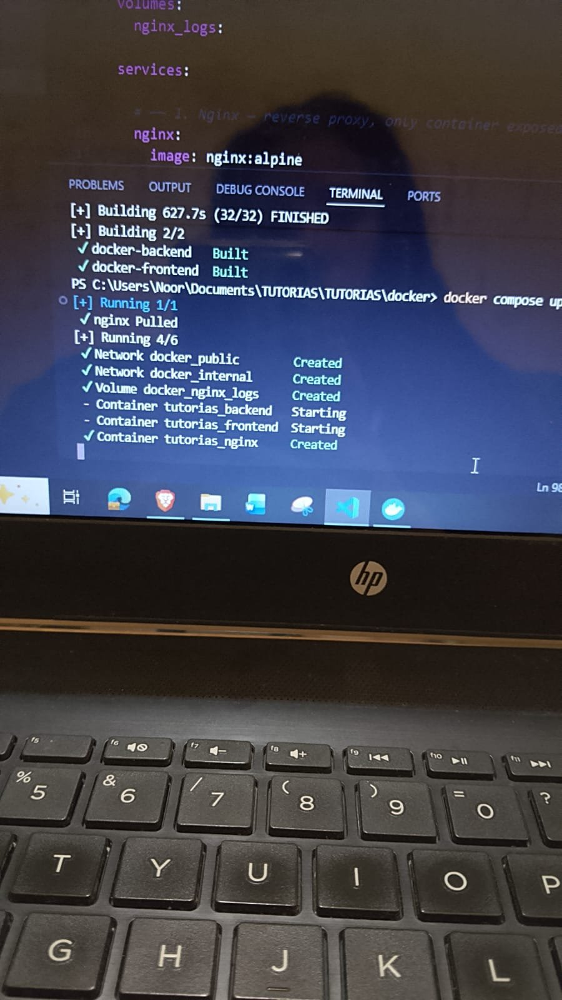 volumes:
nginx_logs:
services:
# — 1. Nginx — reverse proxy, only container exposed
nginx:
image: nginx:alpine
PROBLEMS OUTPUT DEBUG CONSOLE TERMINAL PORTS
[+] Building 627.7s (32/32) FINISHED
[+] Building 2/2
✓ docker-backend Built
✓ docker-frontend Built
PS C:\Users\Noor\Documents\TUTORIAS\TUTORIAS\docker> docker compose up
[+] Running 1/1
✓ nginx Pulled
[+] Running 4/6
✓ Network docker_public Created
✓ Network docker_internal Created
✓ Volume docker_nginx_logs Created
- Container tutorias_backend Starting
- Container tutorias_frontend Starting
✓ Container tutorias_nginx Created
Ln 98
hp
f5 f6 f7 f8 f9 f10 f11
% 5 & 6 / 7 ( 8 ) 9 = 0 ?
T Y U I O P
G H J K L